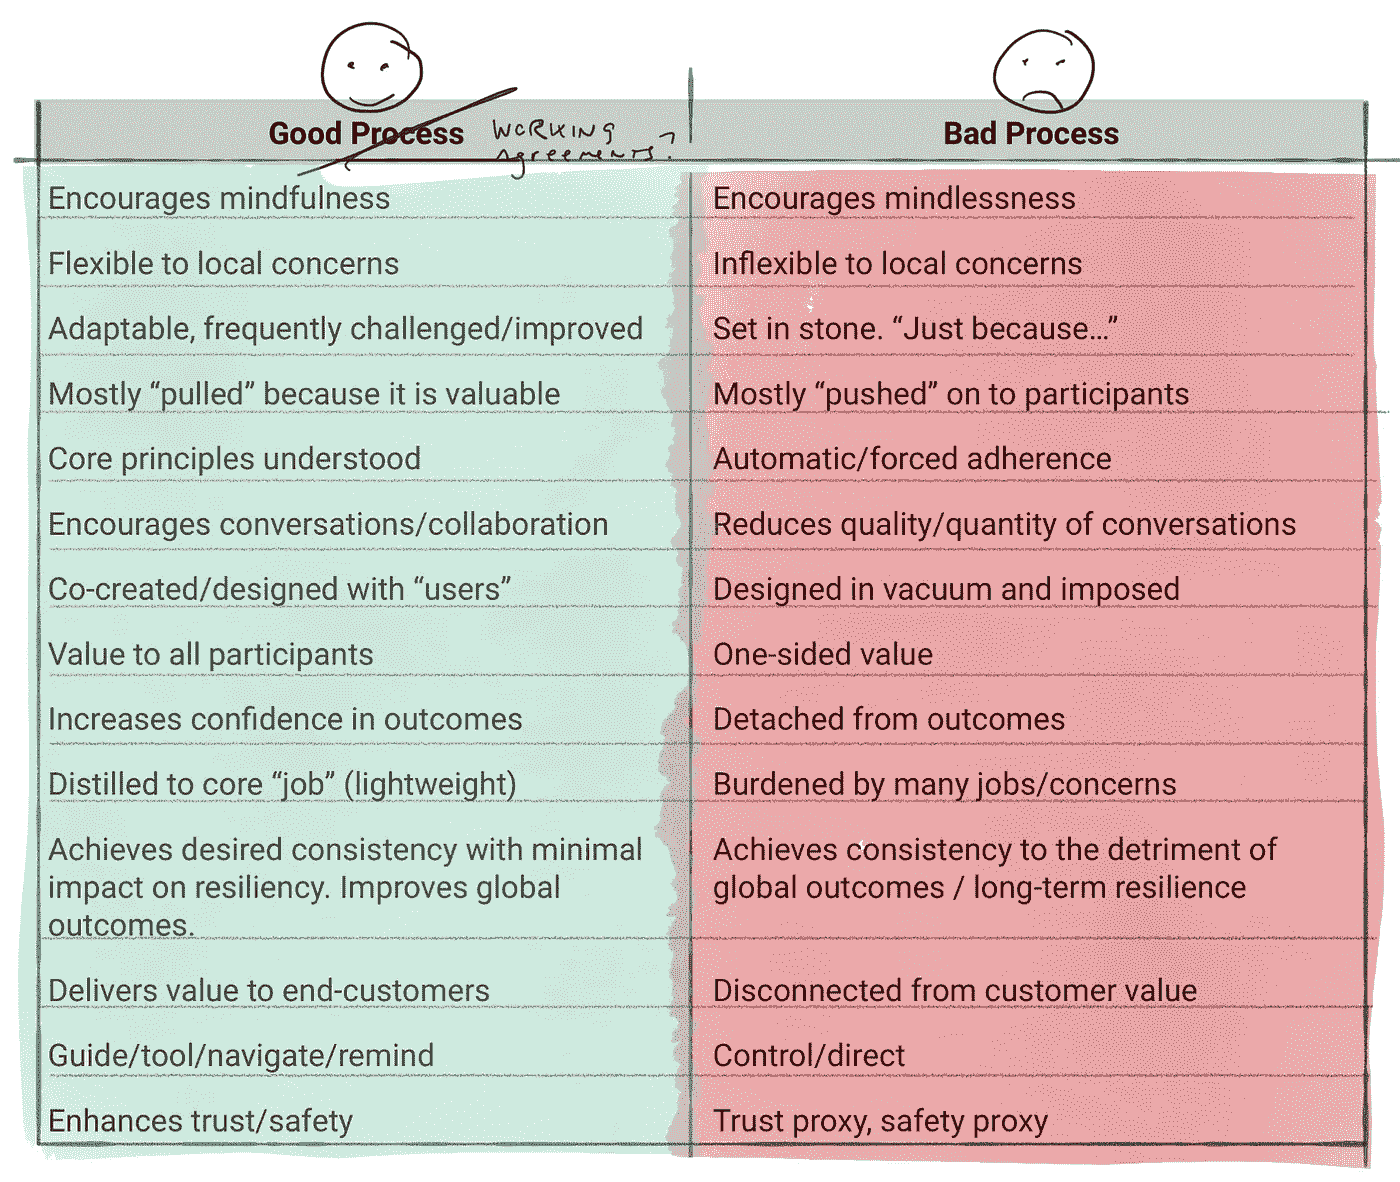 Good Process WORKING
Agreements?
Bad Process
Encourages mindfulness
Encourages mindlessness
Flexible to local concerns
Inflexible to local concerns
Adaptable, frequently challenged/improved
Set in stone. “Just because…”
Mostly “pulled” because it is valuable
Mostly “pushed” on to participants
Core principles understood
Automatic/forced adherence
Encourages conversations/collaboration
Reduces quality/quantity of conversations
Co-created/designed with “users”
Designed in vacuum and imposed
Value to all participants
One-sided value
Increases confidence in outcomes
Detached from outcomes
Distilled to core “job” (lightweight)
Burdened by many jobs/concerns
Achieves desired consistency with minimal
impact on resiliency. Improves global
outcomes.
Achieves consistency to the detriment of
global outcomes / long-term resilience
Delivers value to end-customers
Disconnected from customer value
Guide/tool/navigate/remind
Control/direct
Enhances trust/safety
Trust proxy, safety proxy